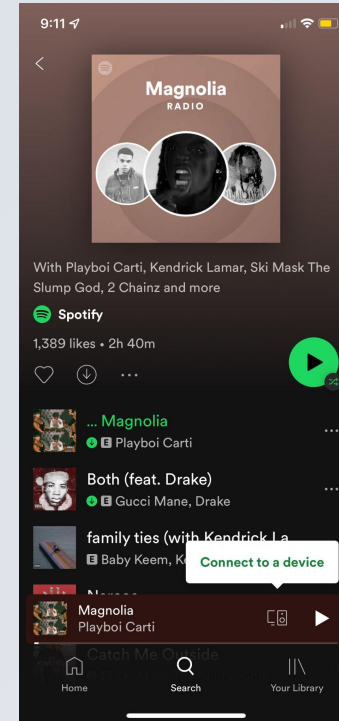 9:11
Magnolia
RADIO
With Playboi Carti, Kendrick Lamar, Ski Mask The
Slump God, 2 Chainz and more
Spotify
1,389 likes • 2h 40m
... Magnolia
E Playboi Carti
Both (feat. Drake)
E Gucci Mane, Drake
family ties (with Kendrick La
E Baby Keem, Ke
Connect to a device
Magnolia
Playboi Carti
Catch Me Outside
Home
Search
Your Library